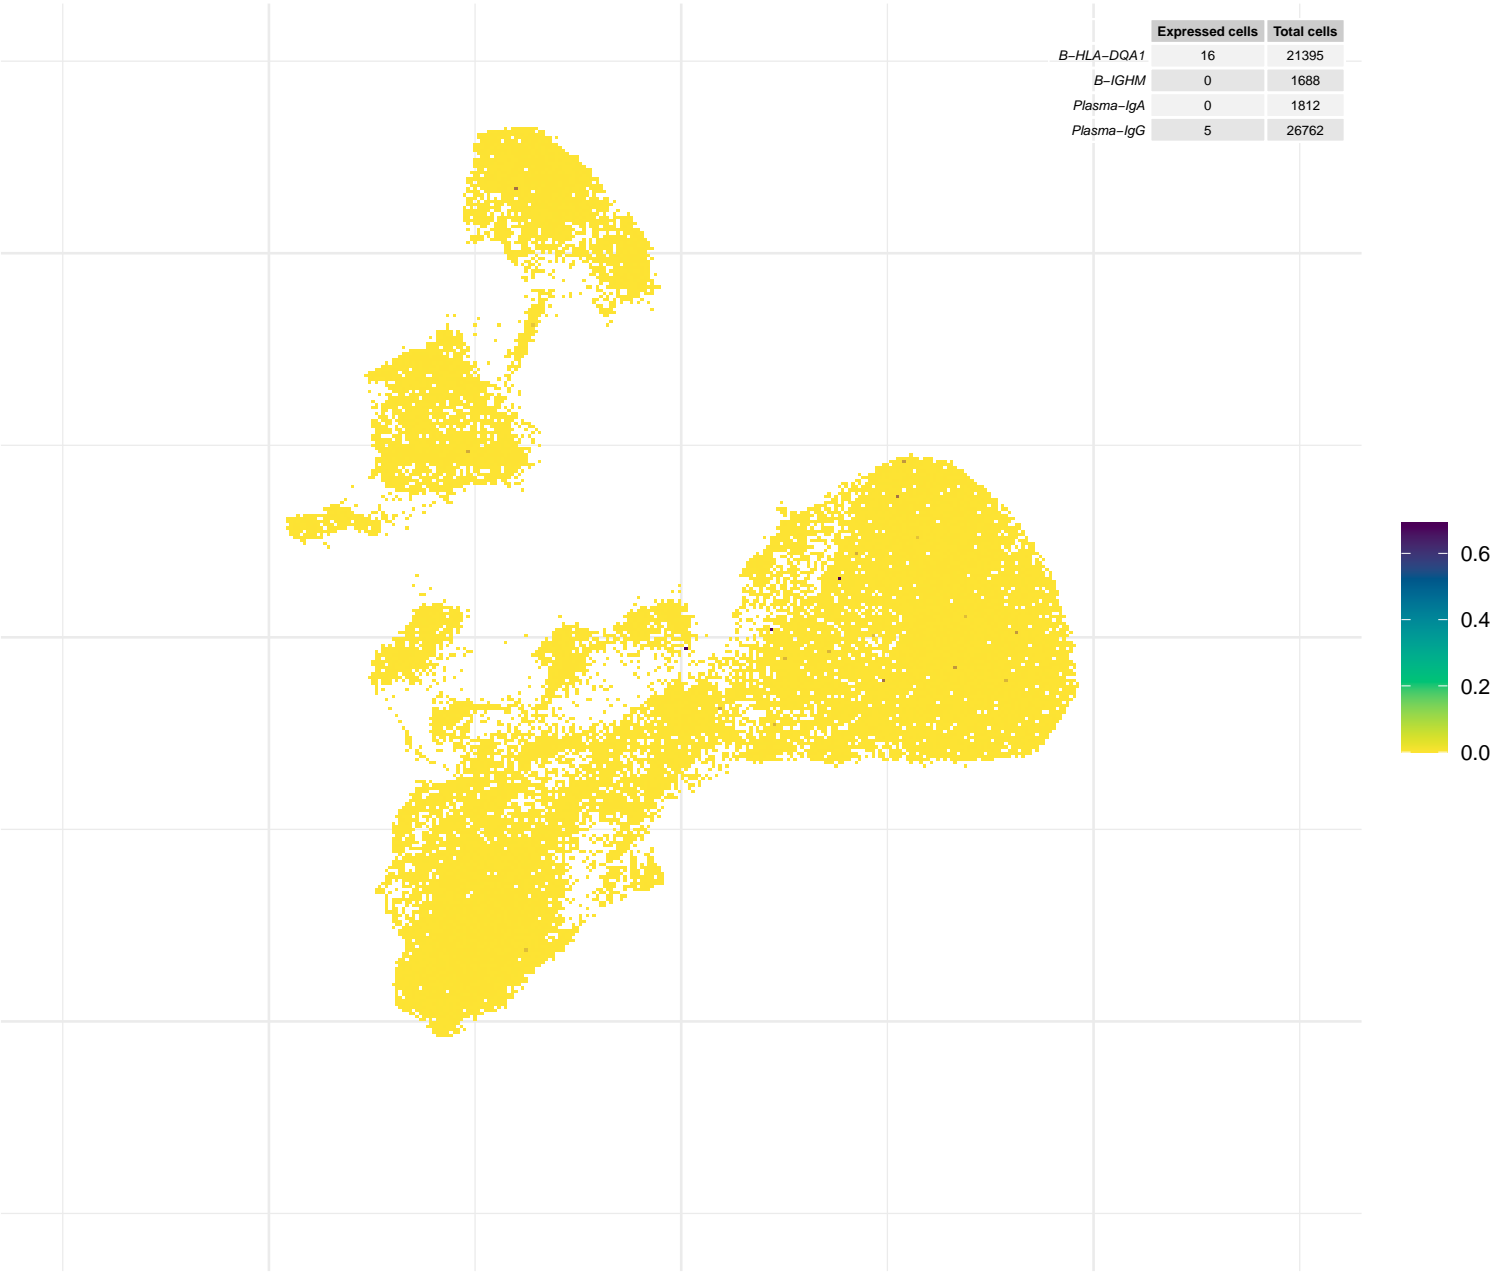 Expressed cells Total cells
B−HLA−DQA1 16 21395
B−IGHM 0 1688
Plasma−IgA 0 1812
Plasma−IgG 5 26762
0.6
0.4
0.2
0.0